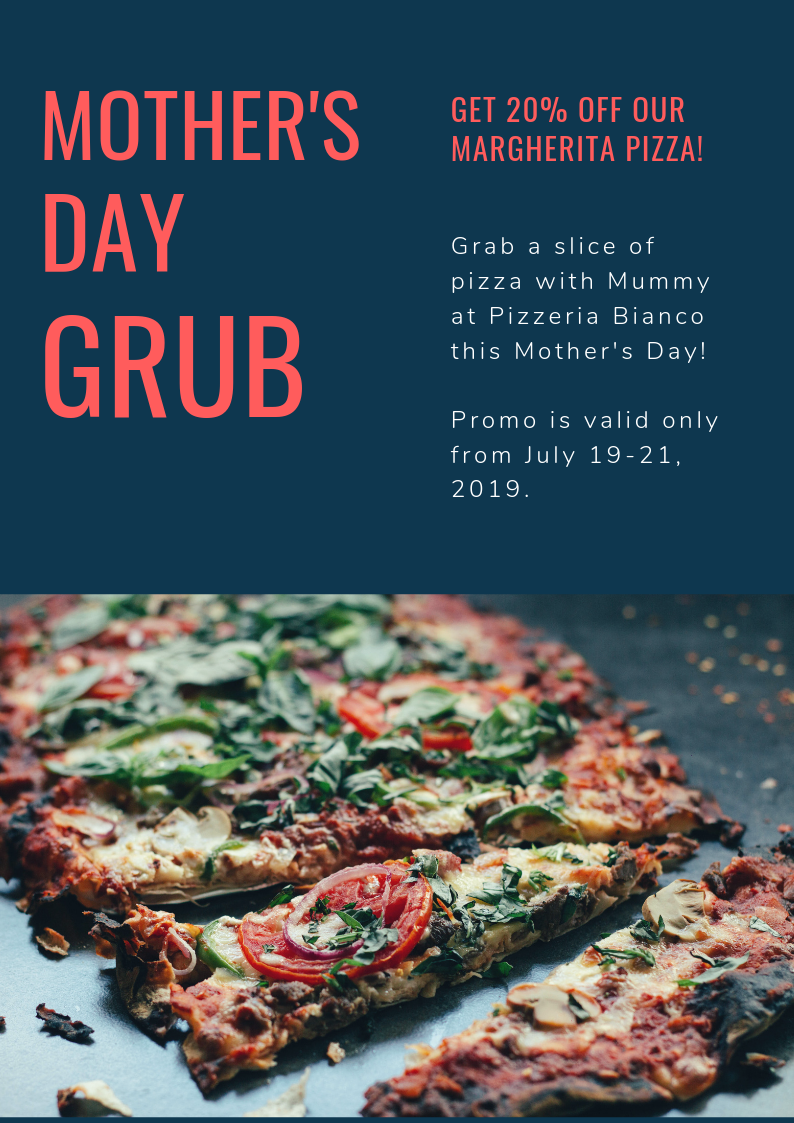 MOTHER'S
DAY
GRUB
GET 20% OFF OUR
MARGHERITA PIZZA!
Grab a slice of
pizza with Mummy
at Pizzeria Bianco
this Mother's Day!
Promo is valid only
from July 19-21,
2019.